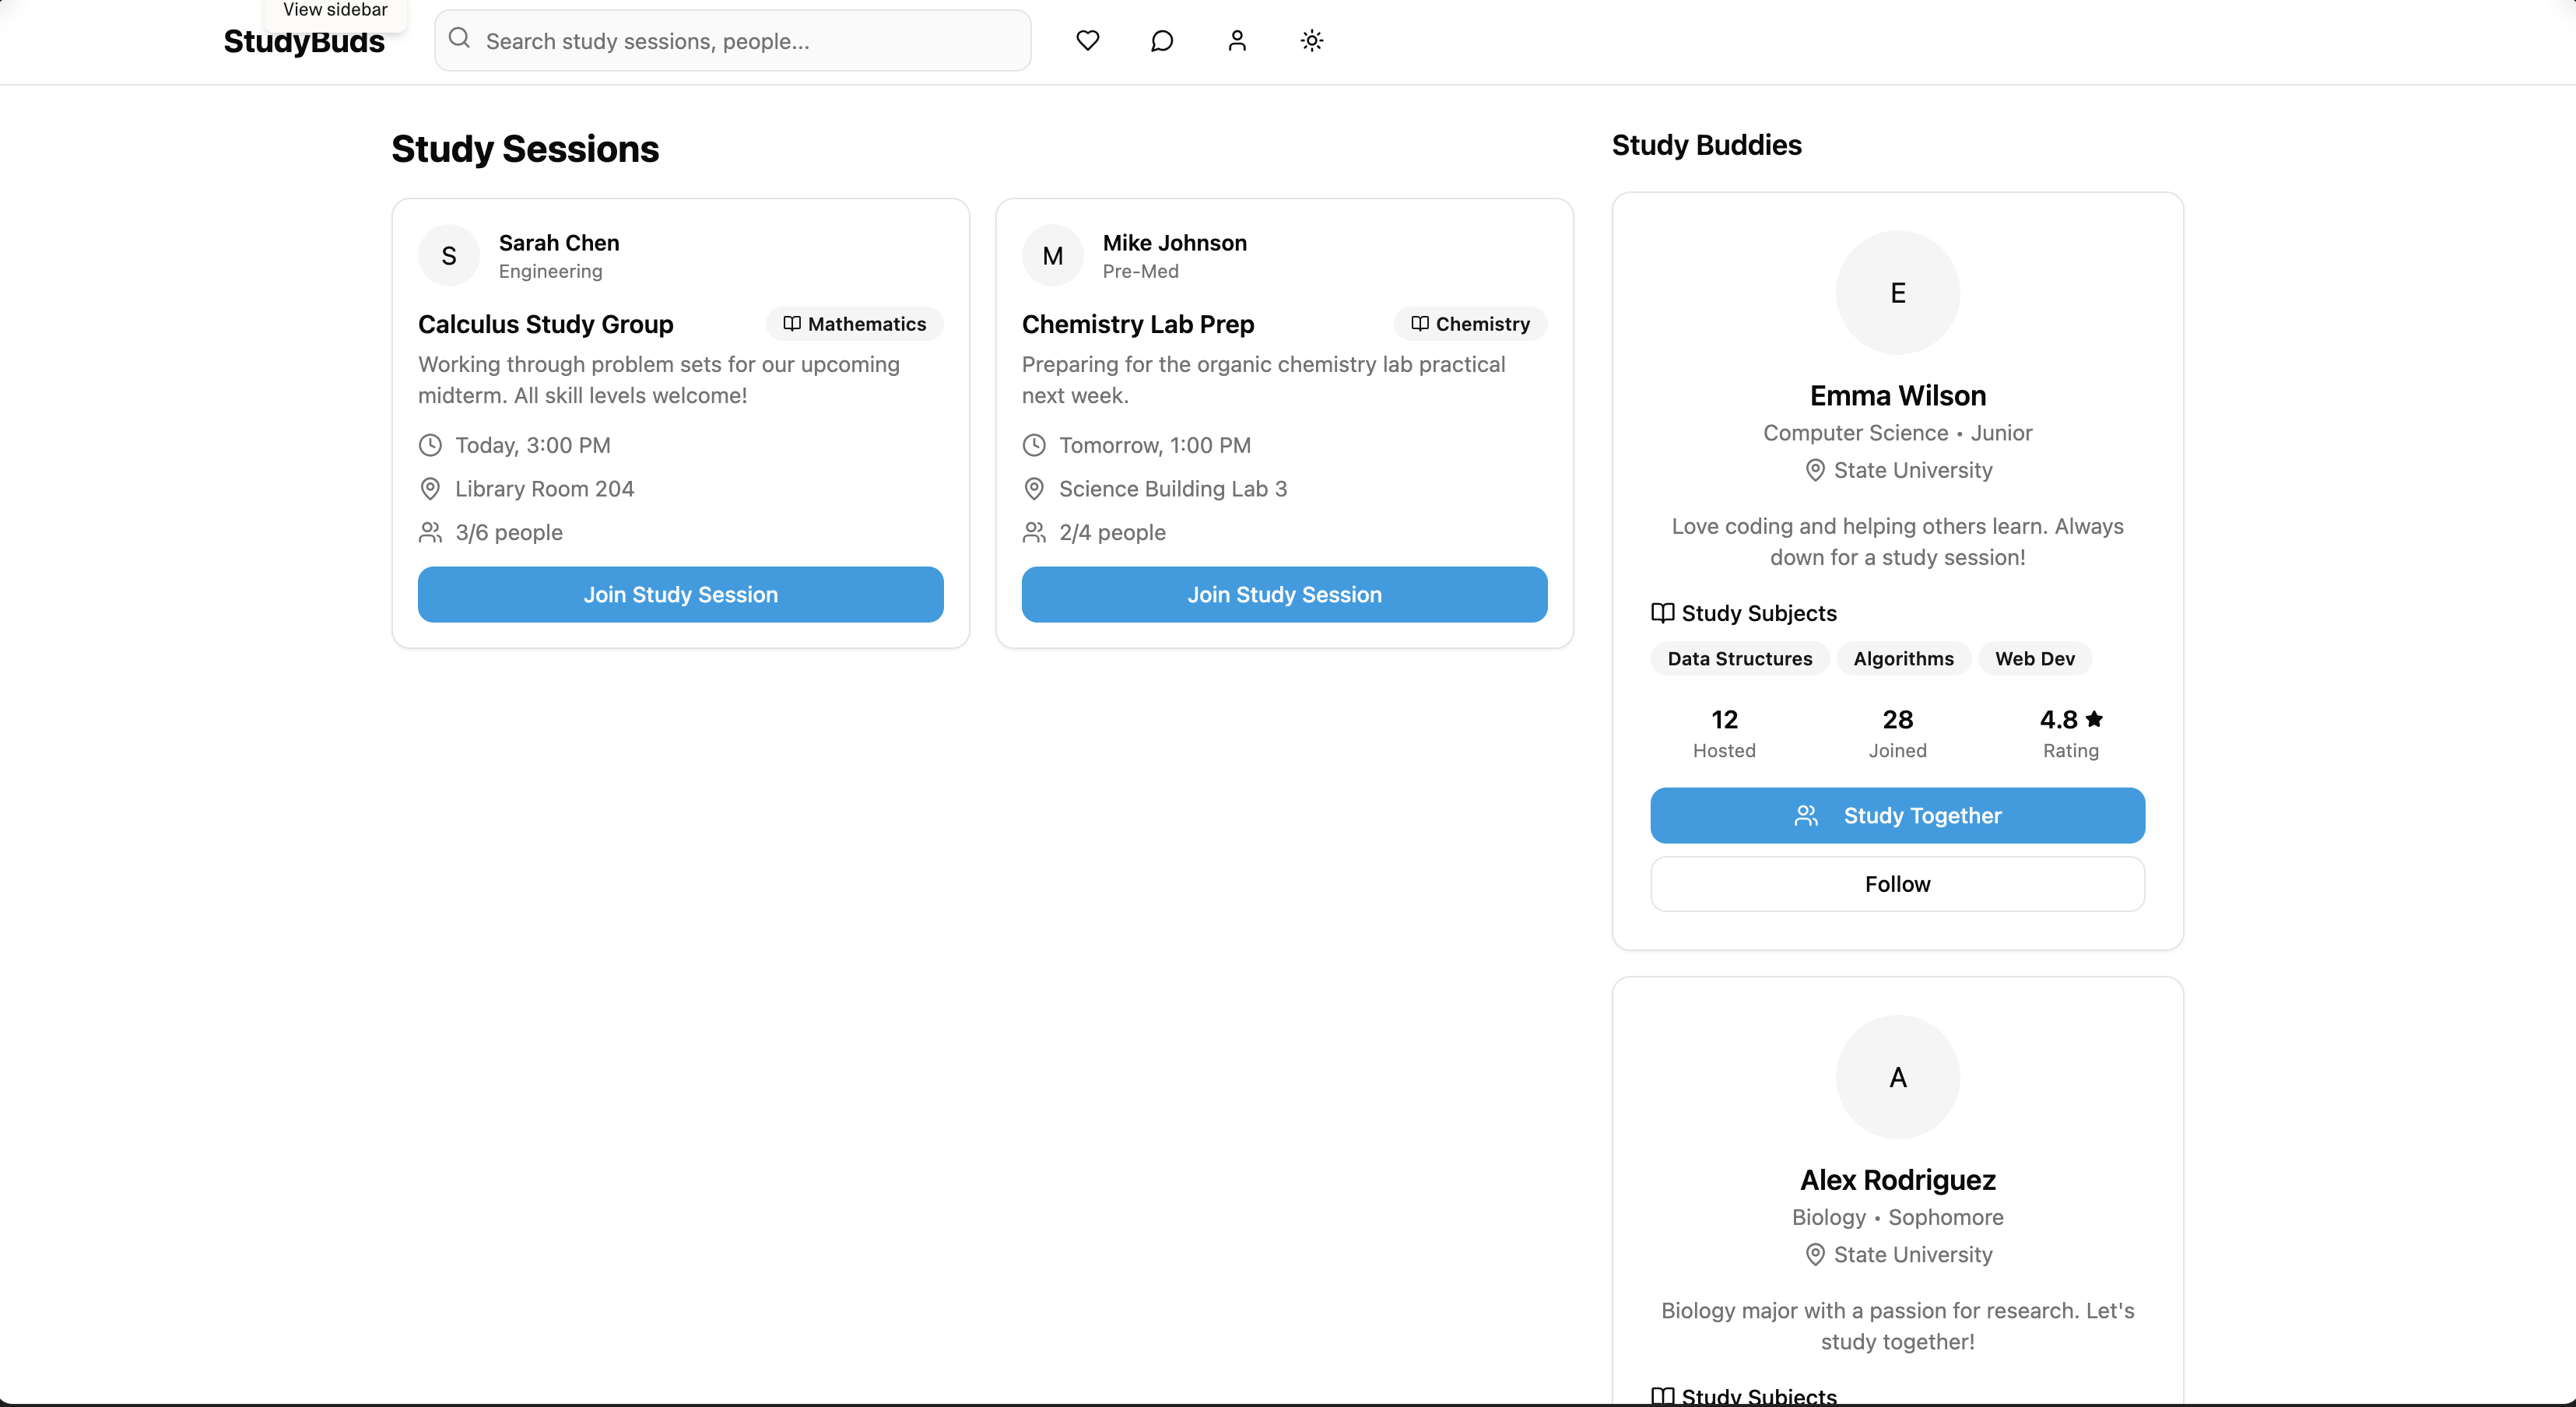 View sidebar
StudyBuds
Search study sessions, people...
Study Sessions
S
Sarah Chen
Engineering
Calculus Study Group
Mathematics
Working through problem sets for our upcoming
midterm. All skill levels welcome!
Today, 3:00 PM
Library Room 204
3/6 people
Join Study Session
M
Mike Johnson
Pre-Med
Chemistry Lab Prep
Chemistry
Preparing for the organic chemistry lab practical
next week.
Tomorrow, 1:00 PM
Science Building Lab 3
2/4 people
Join Study Session
Study Buddies
E
Emma Wilson
Computer Science • Junior
State University
Love coding and helping others learn. Always
down for a study session!
Study Subjects
Data Structures Algorithms Web Dev
12 28 4.8 ★
Hosted Joined Rating
Study Together
Follow
A
Alex Rodriguez
Biology • Sophomore
State University
Biology major with a passion for research. Let's
study together!
Study Subjects